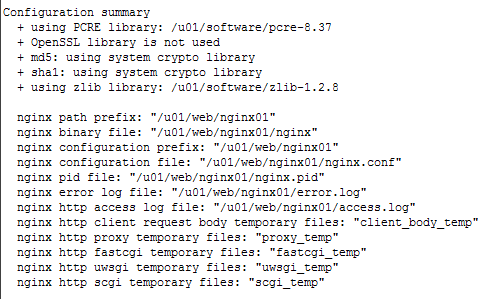 Configuration summary
+ using PCRE library: /u01/software/pcre-8.37
+ OpenSSL library is not used
+ md5: using system crypto library
+ sha1: using system crypto library
+ using zlib library: /u01/software/zlib-1.2.8
nginx path prefix: "/u01/web/nginx01"
nginx binary file: "/u01/web/nginx01/nginx"
nginx configuration prefix: "/u01/web/nginx01"
nginx configuration file: "/u01/web/nginx01/nginx.conf"
nginx pid file: "/u01/web/nginx01/nginx.pid"
nginx error log file: "/u01/web/nginx01/error.log"
nginx http access log file: "/u01/web/nginx01/access.log"
nginx http client request body temporary files: "client_body_temp"
nginx http proxy temporary files: "proxy_temp"
nginx http fastcgi temporary files: "fastcgi_temp"
nginx http uwsgi temporary files: "uwsgi_temp"
nginx http scgi temporary files: "scgi_temp"